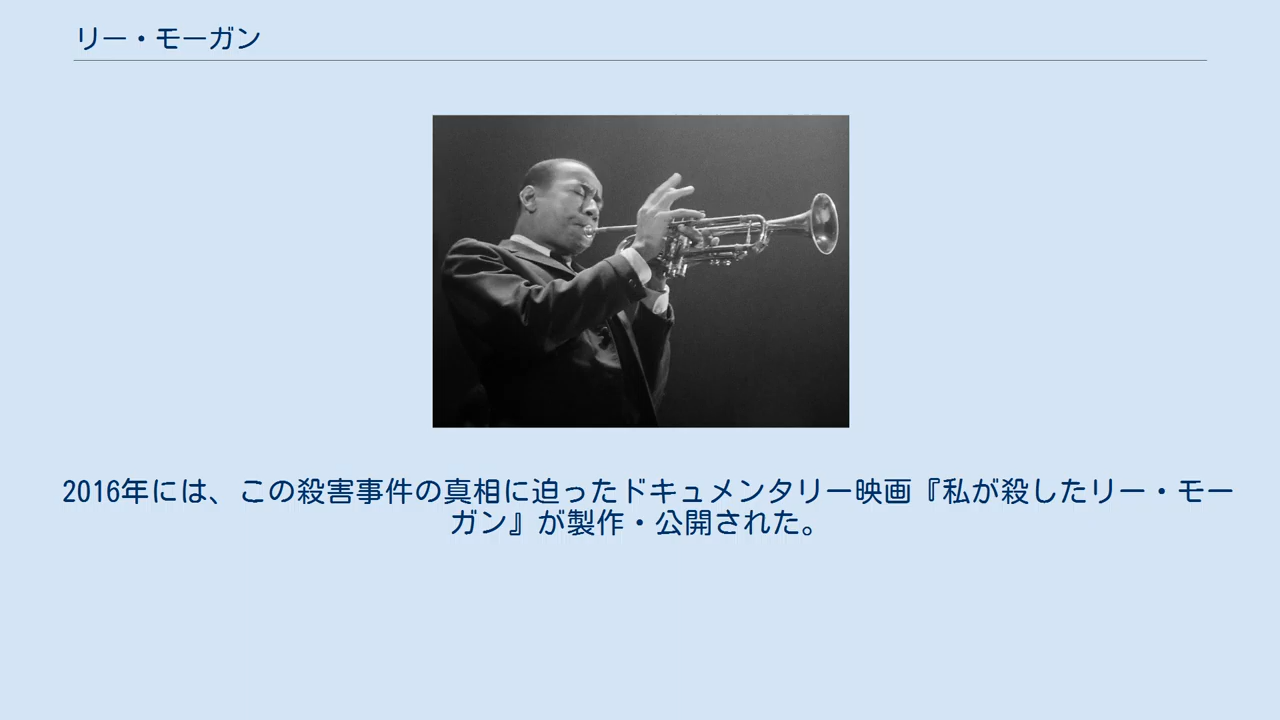 リー・モーガン
2016年には、この殺害事件の真相に迫ったドキュメンタリー映画『私が殺したリー・モー
ガン』が製作・公開された。